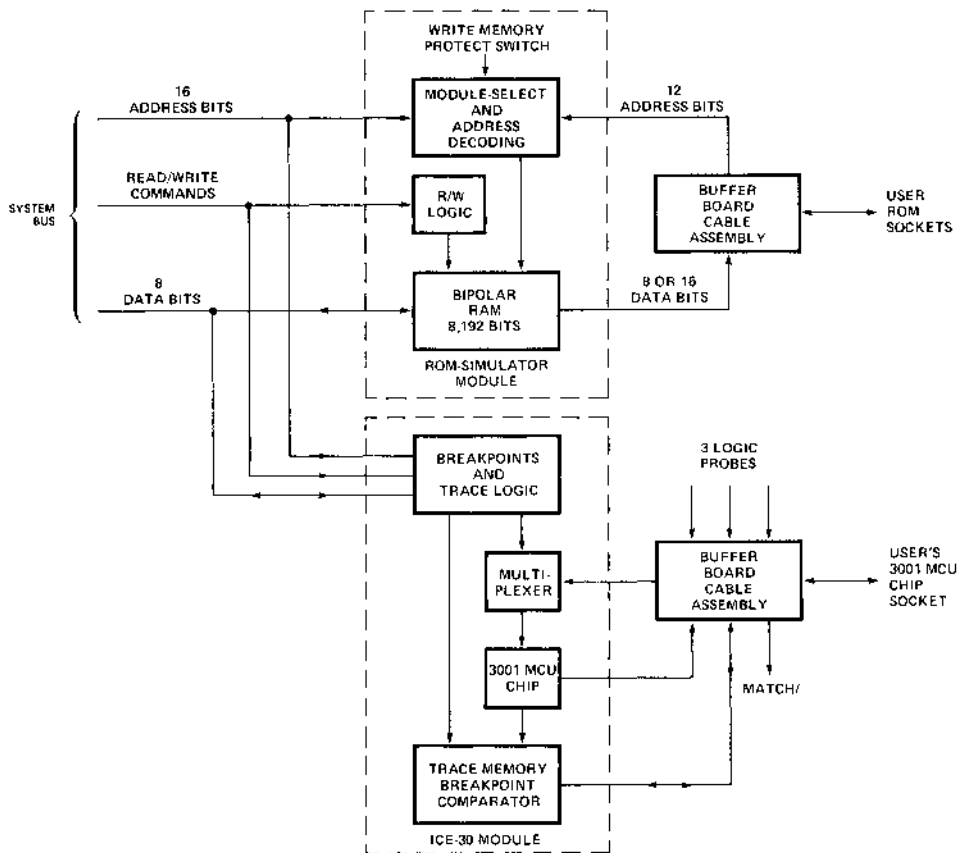 WRITE MEMORY
PROTECT SWITCH
16
ADDRESS BITS
MODULE-SELECT
AND
ADDRESS
DECODING
12
ADDRESS BITS
READ/WRITE
COMMANDS
SYSTEM
BUS
R/W
LOGIC
BUFFER
BOARD
CABLE
ASSEMBLY
USER
ROM
SOCKETS
8
DATA BITS
BIPOLAR
RAM
8,192 BITS
8 OR 16
DATA BITS
ROM-SIMULATOR
MODULE
BREAKPOINTS
AND
TRACE LOGIC
3 LOGIC
PROBES
MULTI-
PLEXER
BUFFER
BOARD
CABLE
ASSEMBLY
USER'S
3001 MCU
CHIP
SOCKET
3001 MCU
CHIP
MATCH/
TRACE MEMORY
BREAKPOINT
COMPARATOR
ICE-30 MODULE